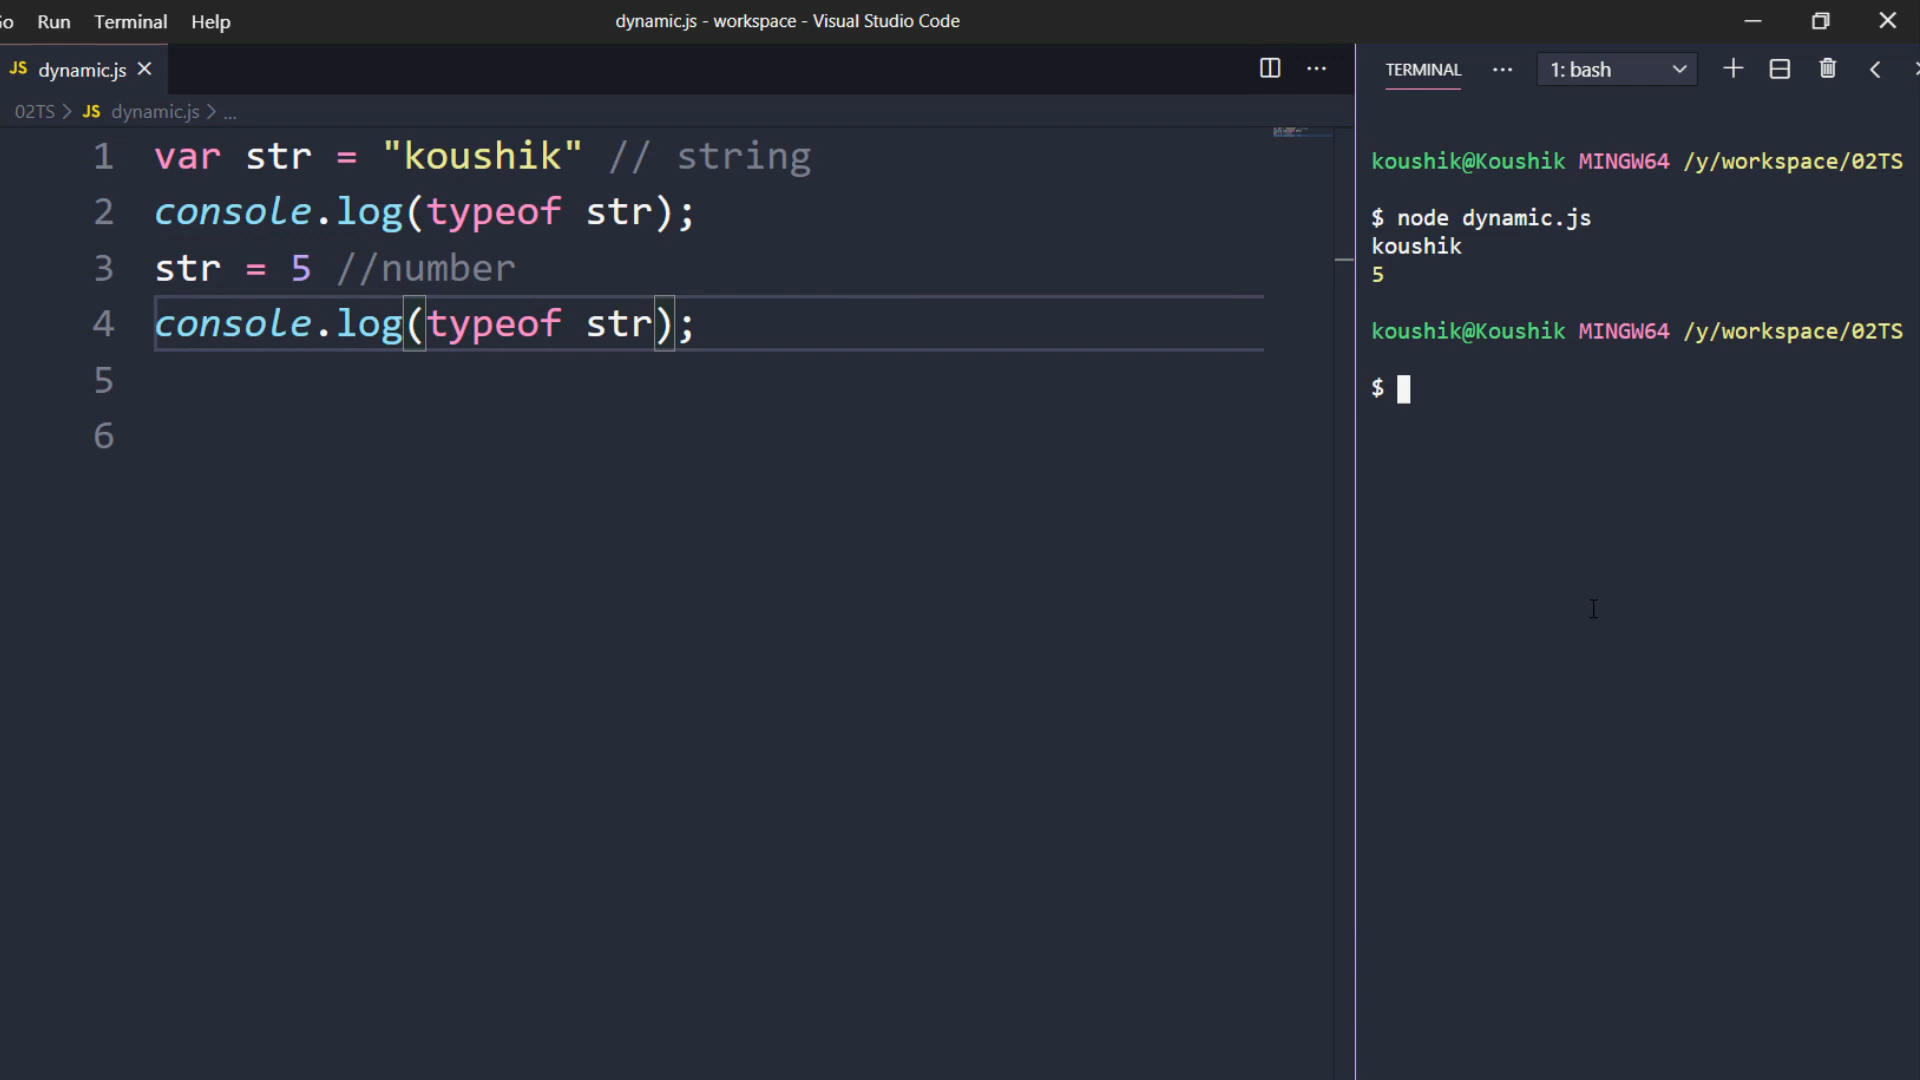 Run Terminal Help
dynamic.js - workspace - Visual Studio Code
JS dynamic.js
02TS > JS dynamic.js > ...
1 var str = "koushik" // string
2 console.log(typeof str);
3 str = 5 //number
4 console.log(typeof str);
5
6
TERMINAL ··· 1: bash
koushik@Koushik MINGW64 /y/workspace/02TS
$ node dynamic.js
koushik
5
koushik@Koushik MINGW64 /y/workspace/02TS
$